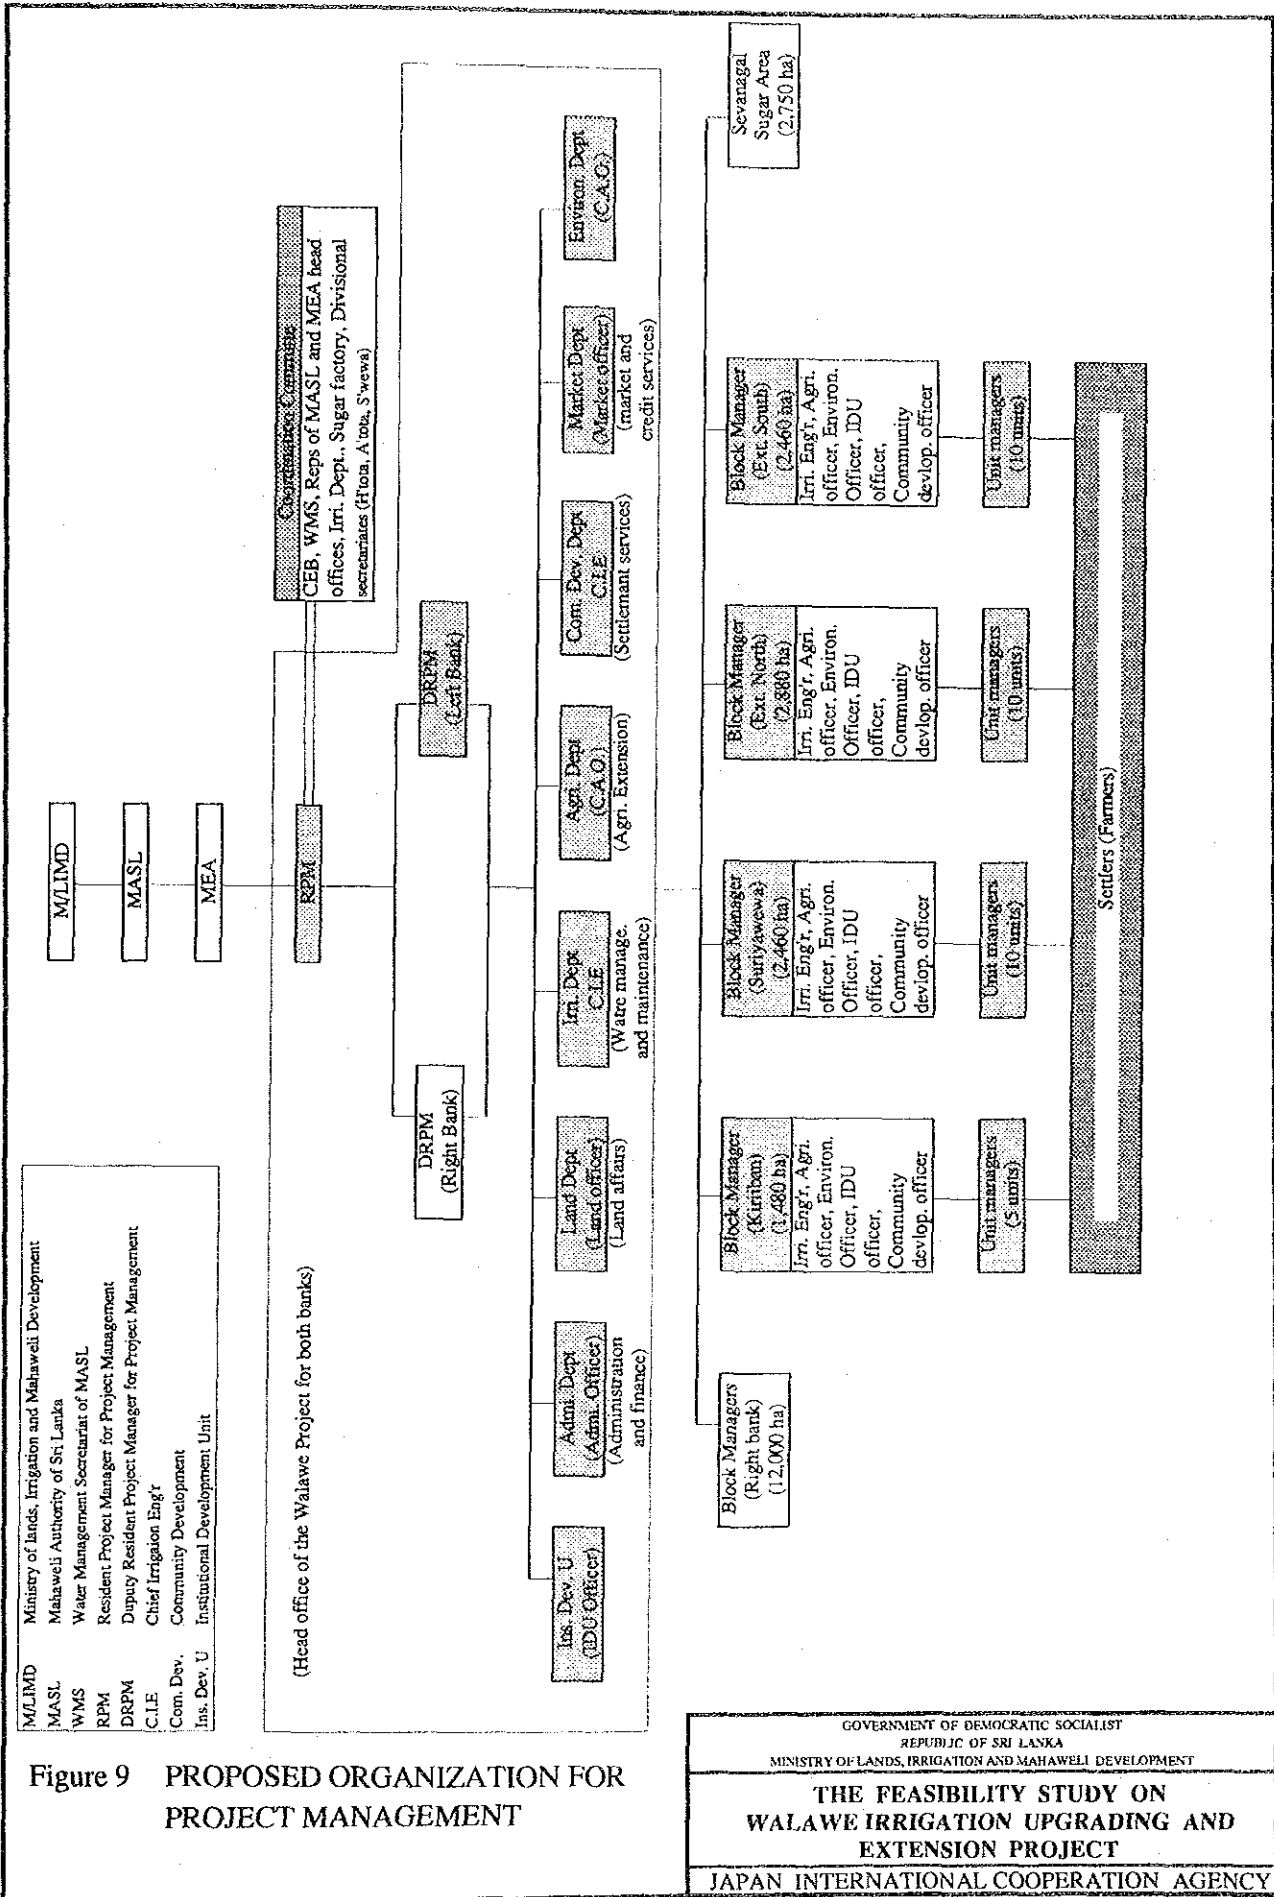 M/LIMD Ministry of lands, Irrigation and Mahaweli Development
MASL Mahaweli Authority of Sri Lanka
WMS Water Management Secretariat of MASL
RPM Resident Project Manager for Project Management
DRPM Duputy Resident Project Manager for Project Management
C.I.E Chief Irrigaion Eng'r
Com. Dev. Community Development
Ins. Dev. U Institutional Development Unit
M/LIMD
MASL
MEA
RPM
Coordination Committe
CEB, WMS, Reps of MASL and MEA head
offices, Irri. Dept., Sugar factory, Divisional
secretariates (H'tota, A'tota, S'wewa)
(Head office of the Walawe Project for both banks)
DRPM
(Right Bank)
DRPM
(Left Bank)
Ins. Dev. U
(IDU Officer)
Admi. Dept
(Admi. Officer)
(Administration
and finance)
Land Dept
(Land officer)
(Land affairs)
Irri. Dept
C.I.E
(Watre manage.
and maintenance)
Agri. Dept
(C.A.O.)
(Agri. Extension)
Com. Dev. Dept
C.I.E
(Settlemant services)
Market Dept
(Market officer)
(market and
credit services)
Environ. Dept
(C.A.G.)
Block Managers
(Right bank)
(12,000 ha)
Block Manager
(Kiriiban)
(1,480 ha)
Irri. Eng'r, Agri.
officer, Environ.
Officer, IDU
officer,
Community
devlop. officer
Unit managers
(5 units)
Block Manager
(Suriyawewa)
(2,460 ha)
Irri. Eng'r, Agri.
officer, Environ.
Officer, IDU
officer,
Community
devlop. officer
Unit managers
(10 units)
Block Manager
(Ext. North)
(2,880 ha)
Irri. Eng'r, Agri.
officer, Environ.
Officer, IDU
officer,
Community
devlop. officer
Unit managers
(10 units)
Block Manager
(Ext. South)
(2,460 ha)
Irri. Eng'r, Agri.
officer, Environ.
Officer, IDU
officer,
Community
devlop. officer
Unit managers
(10 units)
Sevanagal
Sugar Area
(2,750 ha)
Settlers (Farmers)
Figure 9 PROPOSED ORGANIZATION FOR
PROJECT MANAGEMENT
GOVERNMENT OF DEMOCRATIC SOCIALIST
REPUBLIC OF SRI LANKA
MINISTRY OF LANDS, IRRIGATION AND MAHAWELI DEVELOPMENT
THE FEASIBILITY STUDY ON
WALAWE IRRIGATION UPGRADING AND
EXTENSION PROJECT
JAPAN INTERNATIONAL COOPERATION AGENCY